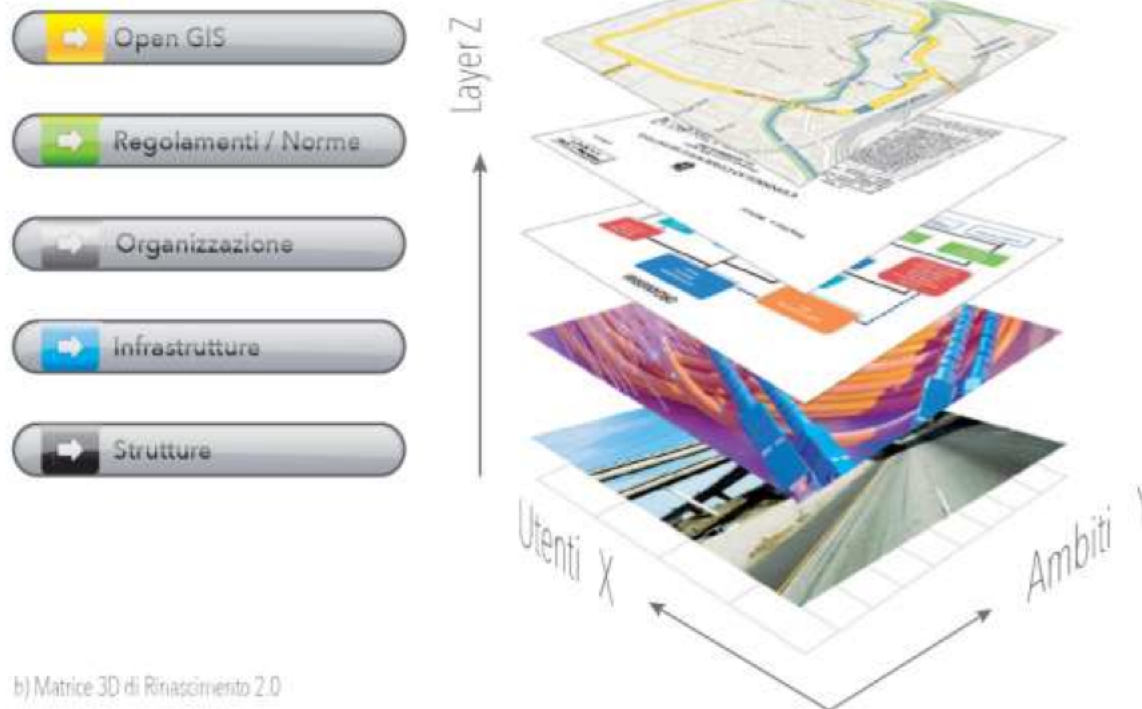 Open GIS
Regolamenti / Norme
Organizzazione
Infrastrutture
Strutture
Layer Z
Utenti X
Ambiti
b) Matrice 3D di Rinascimento 2.0